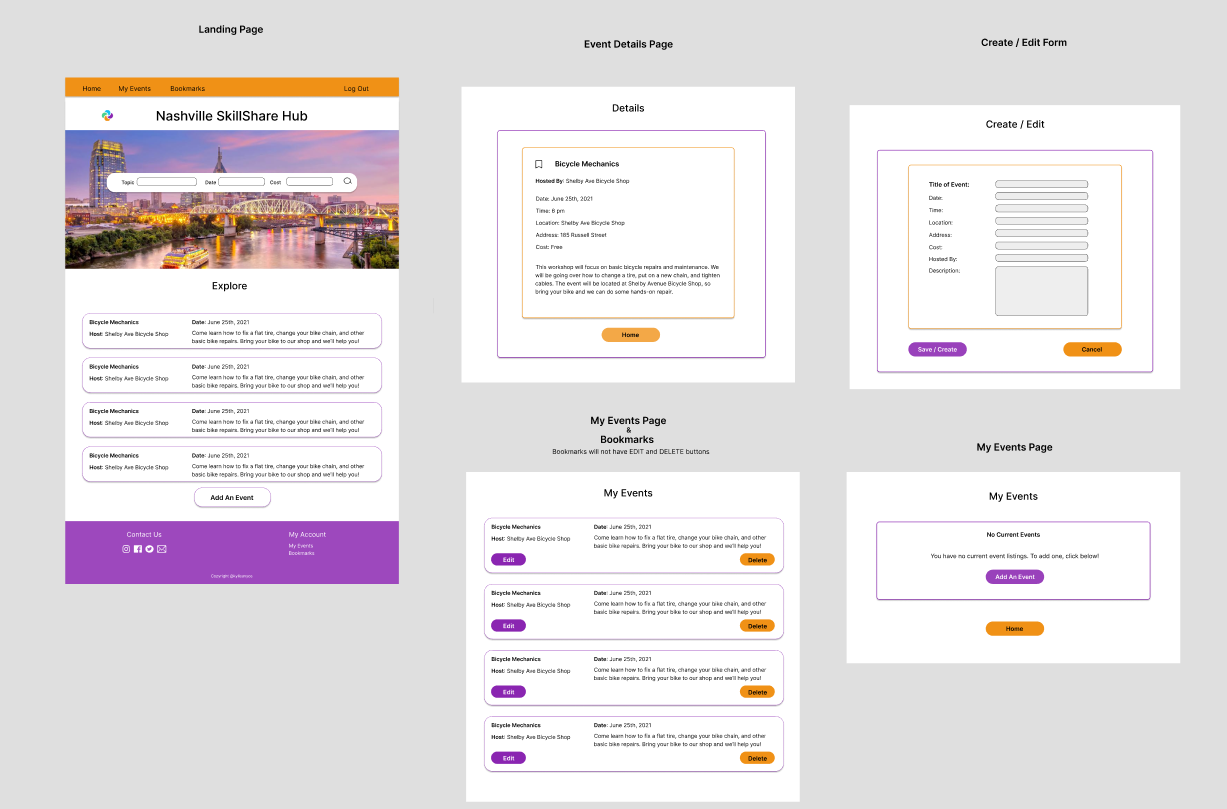 Landing Page
Home My Events Bookmarks Log Out
Nashville SkillShare Hub
Topic Date Cost
Explore
Bicycle Mechanics Date: June 25th, 2021
Host: Shelby Ave Bicycle Shop Come learn how to fix a flat tire, change your bike chain, and other
basic bike repairs. Bring your bike to our shop and we'll help you!
Bicycle Mechanics Date: June 25th, 2021
Host: Shelby Ave Bicycle Shop Come learn how to fix a flat tire, change your bike chain, and other
basic bike repairs. Bring your bike to our shop and we'll help you!
Bicycle Mechanics Date: June 25th, 2021
Host: Shelby Ave Bicycle Shop Come learn how to fix a flat tire, change your bike chain, and other
basic bike repairs. Bring your bike to our shop and we'll help you!
Bicycle Mechanics Date: June 25th, 2021
Host: Shelby Ave Bicycle Shop Come learn how to fix a flat tire, change your bike chain, and other
basic bike repairs. Bring your bike to our shop and we'll help you!
Add An Event
Contact Us My Account
My Events
Bookmarks
Event Details Page
Details
Bicycle Mechanics
Hosted By: Shelby Ave Bicycle Shop
Date: June 25th, 2021
Time: 6 pm
Location: Shelby Ave Bicycle Shop
Address: 185 Russell Street
Cost: Free
This workshop will focus on basic bicycle repairs and maintenance. We
will be going over how to change a tire, put on a new chain, and tighten
cables. The event will be located at Shelby Avenue Bicycle Shop, so
bring your bike and we can do some hands-on repair.
Home
Create / Edit Form
Create / Edit
Title of Event:
Date:
Time:
Location:
Address:
Cost:
Hosted By:
Description:
Save / Create Cancel
My Events Page
&
Bookmarks
Bookmarks will not have EDIT and DELETE buttons
My Events
Bicycle Mechanics Date: June 25th, 2021
Host: Shelby Ave Bicycle Shop Come learn how to fix a flat tire, change your bike chain, and other
basic bike repairs. Bring your bike to our shop and we'll help you!
Edit Delete
Bicycle Mechanics Date: June 25th, 2021
Host: Shelby Ave Bicycle Shop Come learn how to fix a flat tire, change your bike chain, and other
basic bike repairs. Bring your bike to our shop and we'll help you!
Edit Delete
Bicycle Mechanics Date: June 25th, 2021
Host: Shelby Ave Bicycle Shop Come learn how to fix a flat tire, change your bike chain, and other
basic bike repairs. Bring your bike to our shop and we'll help you!
Edit Delete
Bicycle Mechanics Date: June 25th, 2021
Host: Shelby Ave Bicycle Shop Come learn how to fix a flat tire, change your bike chain, and other
basic bike repairs. Bring your bike to our shop and we'll help you!
Edit Delete
My Events Page
My Events
No Current Events
You have no current event listings. To add one, click below!
Add An Event
Home